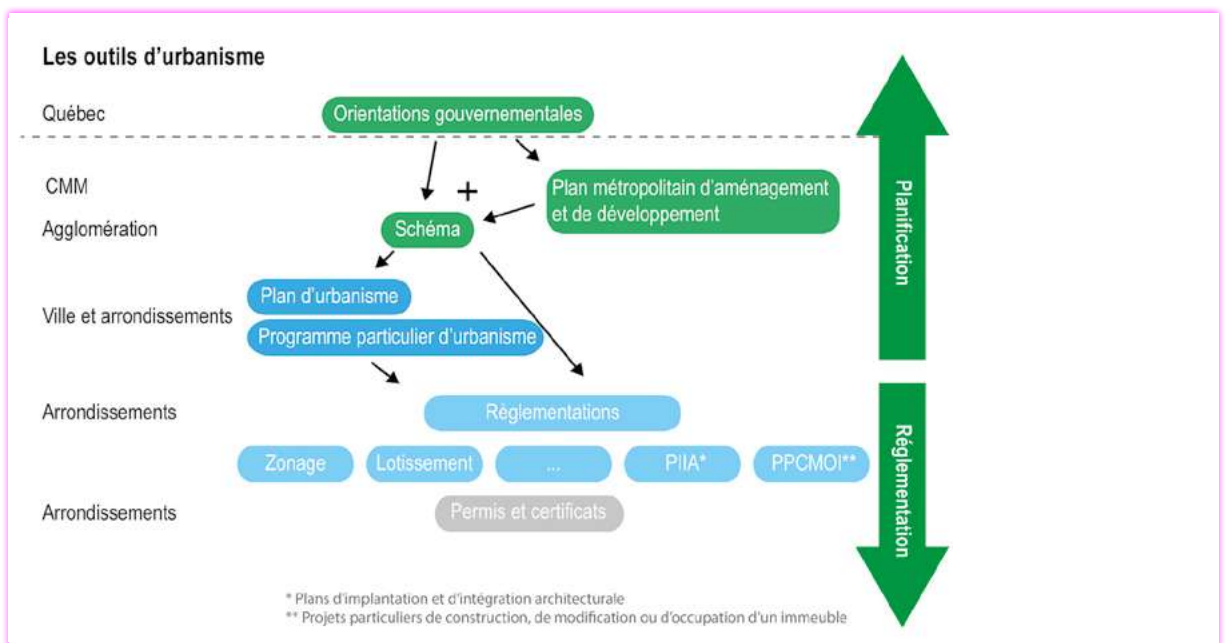 Les outils d'urbanisme
Québec
Orientations gouvernementales
CMM
+
Plan métropolitain d'aménagement
et de développement
Agglomération
Schéma
Ville et arrondissements
Plan d'urbanisme
Programme particulier d'urbanisme
Arrondissements
Règlementations
Zonage
Lotissement
...
PIIA*
PPCMOI**
Arrondissements
Permis et certificats
Planification
Réglementation
* Plans d'implantation et d'intégration architecturale
** Projets particuliers de construction, de modification ou d'occupation d'un immeuble